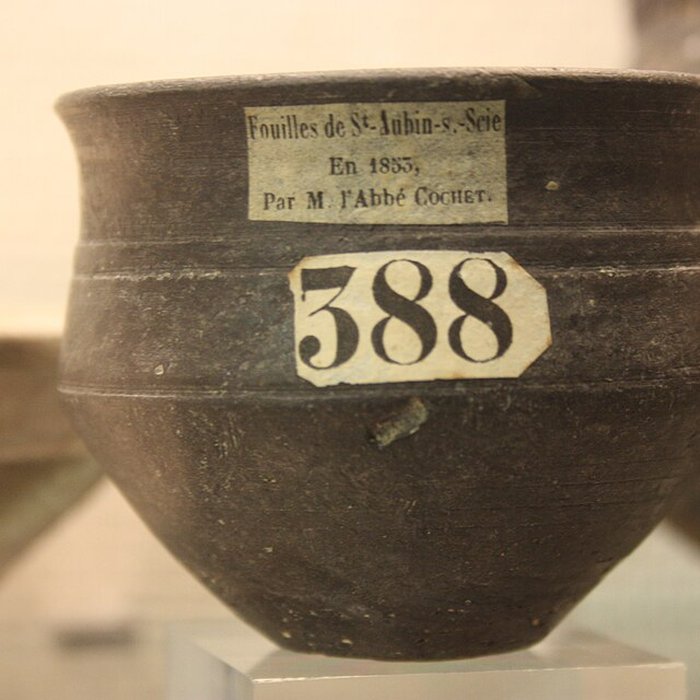 Fouilles de St-Aubin-s.-Scie
En 1853,
Par M. l'Abbé COCHET.
388